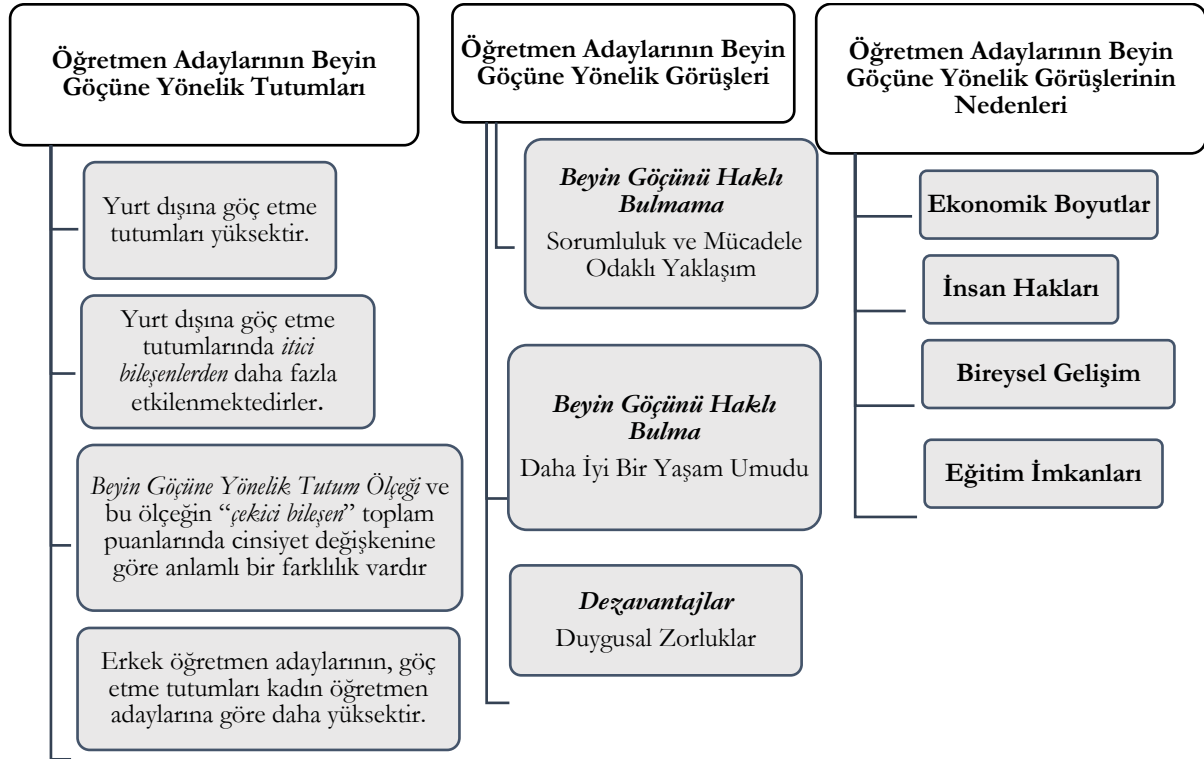 Öğretmen Adaylarının Beyin
Göçüne Yönelik Tutumları
Yurt dışına göç etme
tutumları yüksektir.
Yurt dışına göç etme
tutumlarında itici
bileşenlerden daha fazla
etkilenmektedirler.
Beyin Göçüne Yönelik Tutum Ölçeği ve
bu ölçeğin “çekici bileşen” toplam
puanlarında cinsiyet değişkenine
göre anlamlı bir farklılık vardır
Erkek öğretmen adaylarının, göç
etme tutumları kadın öğretmen
adaylarına göre daha yüksektir.
Öğretmen Adaylarının Beyin
Göçüne Yönelik Görüşleri
Beyin Göçünü Haklı
Bulmama
Sorumluluk ve Mücadele
Odaklı Yaklaşım
Beyin Göçünü Haklı
Bulma
Daha İyi Bir Yaşam Umudu
Dezavantajlar
Duygusal Zorluklar
Öğretmen Adaylarının Beyin
Göçüne Yönelik Görüşlerinin
Nedenleri
Ekonomik Boyutlar
İnsan Hakları
Bireysel Gelişim
Eğitim İmkanları